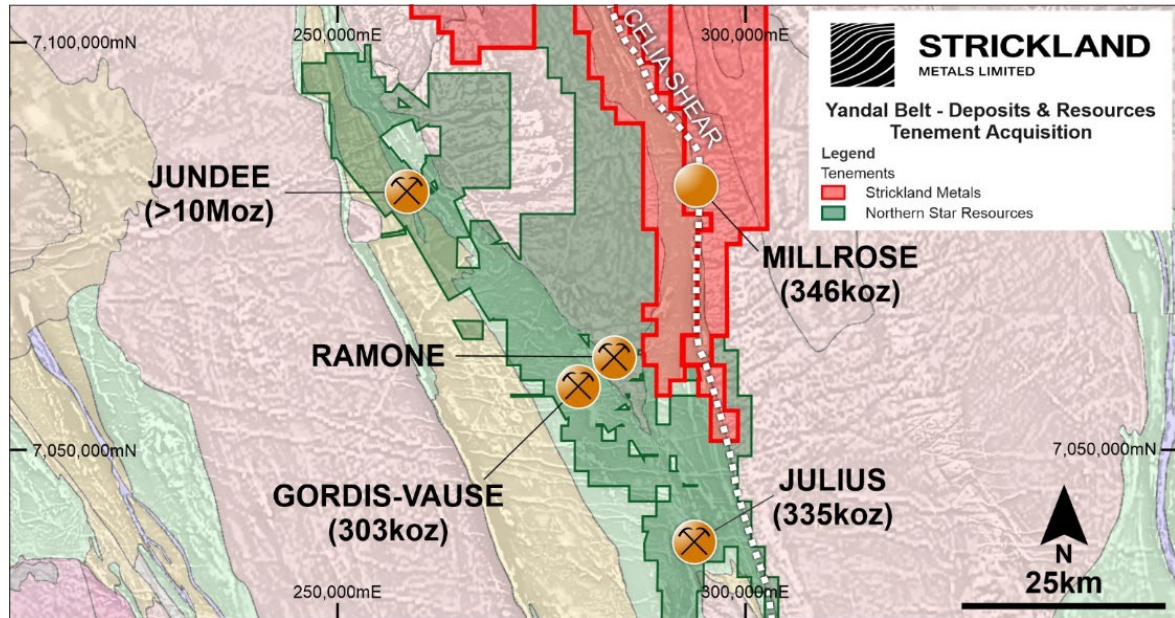 250,000mE
300,000mE
7,100,000mN
CELIA SHEAR
STRICKLAND
METALS LIMITED
Yandal Belt - Deposits & Resources
Tenement Acquisition
Legend
Tenements
Strickland Metals
Northern Star Resources
JUNDEE
(>10Moz)
MILLROSE
(346koz)
RAMONE
7,050,000mN
7,050,000mN
GORDIS-VAUSE
(303koz)
JULIUS
(335koz)
N
25km
250,000mE
300,000mE